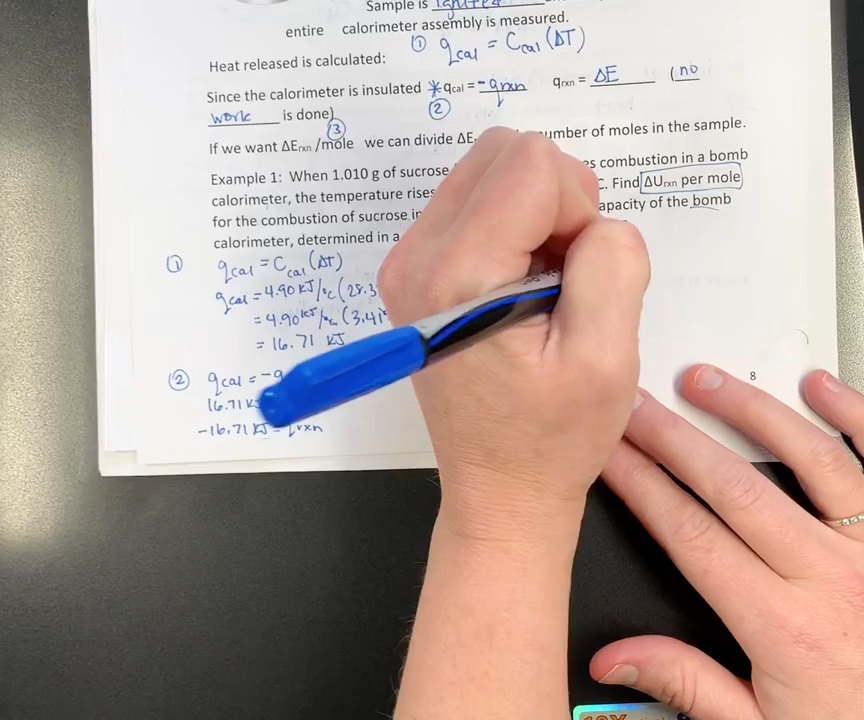 Sample is ignited
entire calorimeter assembly is measured.
Heat released is calculated: ① qcal = Ccal (ΔT)
Since the calorimeter is insulated *qcal = -qrxn qrxn = ΔE (no
② 
work is done)
③
If we want ΔErxn /mole we can divide ΔE number of moles in the sample.
Example 1: When 1.010 g of sucrose combustion in a bomb
calorimeter, the temperature rises C. Find ΔUrxn per mole
for the combustion of sucrose in of the bomb
calorimeter, determined in a
① qcal = Ccal (ΔT)
qcal = 4.90 KJ/°C (28.3
= 4.90 KJ/°C (3.41
= 16.71 KJ
② qcal = -q
16.71 K
8
-16.71 KJ = qrxn